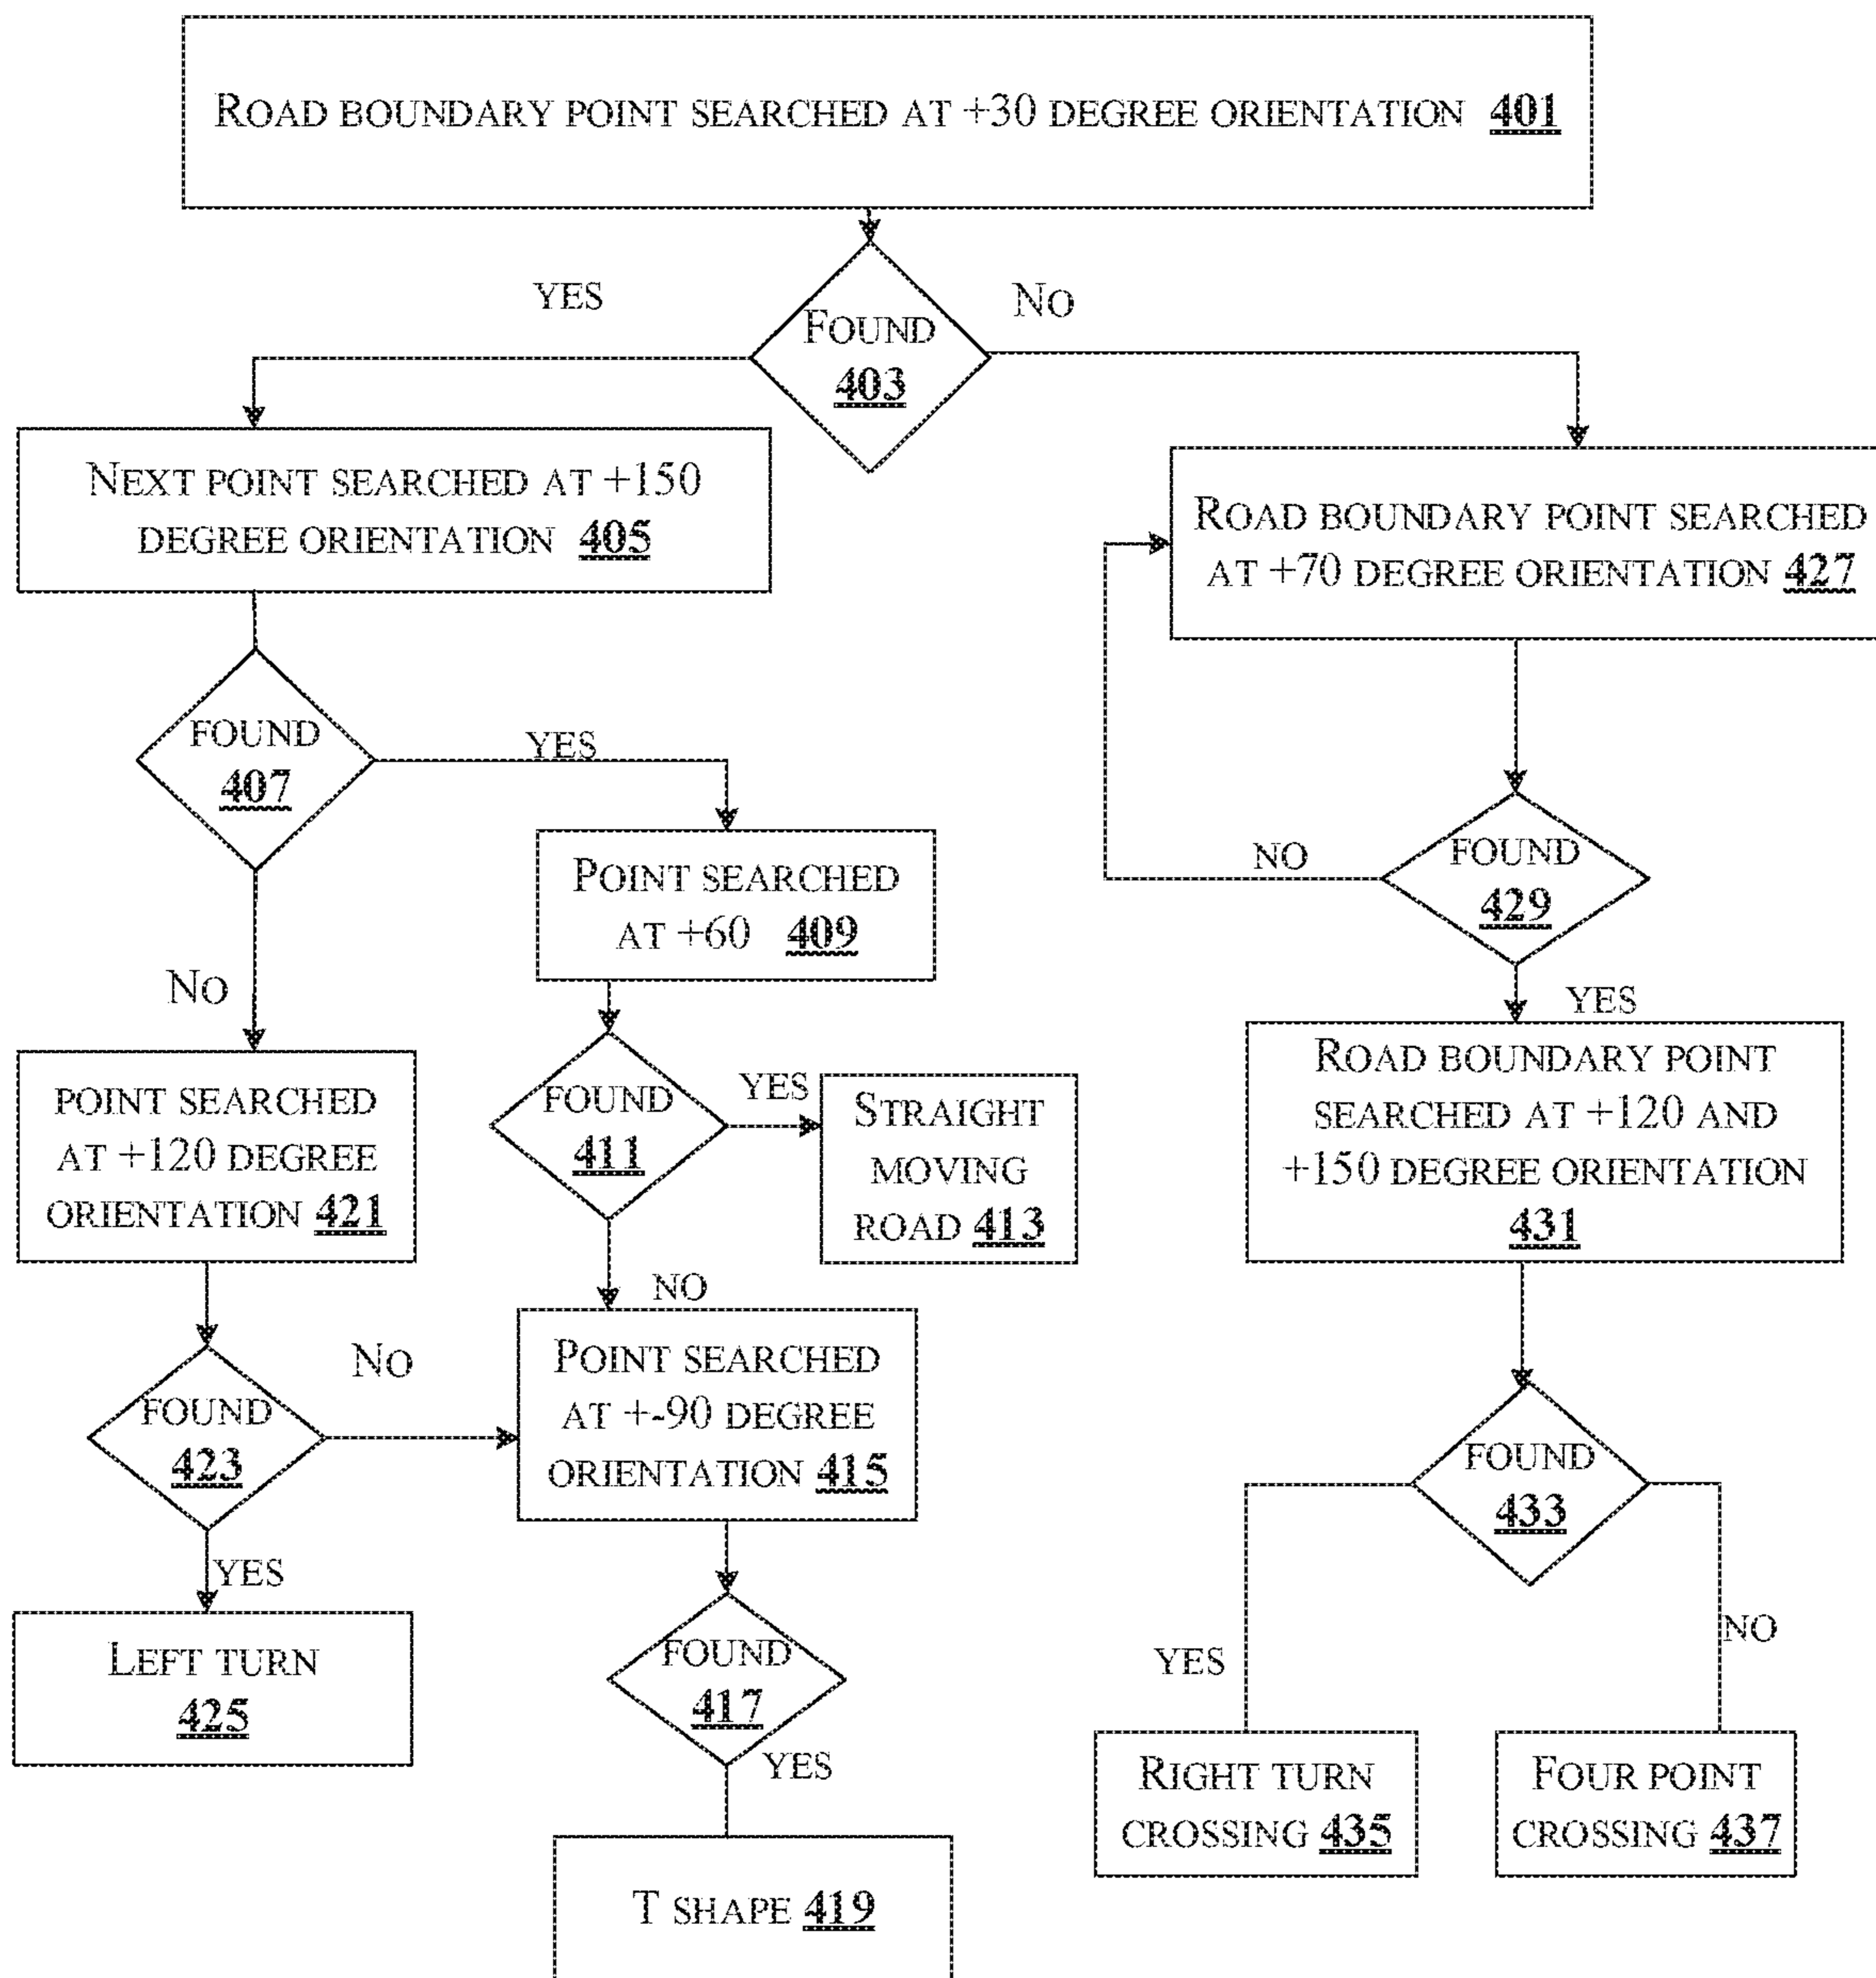 ROAD BOUNDARY POINT SEARCHED AT +30 DEGREE ORIENTATION 401
YES
NO
FOUND
403
NEXT POINT SEARCHED AT +150
DEGREE ORIENTATION 405
ROAD BOUNDARY POINT SEARCHED
AT +70 DEGREE ORIENTATION 427
FOUND
407
YES
POINT SEARCHED
AT +60 409
NO
FOUND
429
NO
YES
POINT SEARCHED
AT +120 DEGREE
ORIENTATION 421
FOUND
411
YES
STRAIGHT
MOVING
ROAD 413
ROAD BOUNDARY POINT
SEARCHED AT +120 AND
+150 DEGREE ORIENTATION
431
NO
FOUND
423
NO
POINT SEARCHED
AT +-90 DEGREE
ORIENTATION 415
FOUND
433
YES
LEFT TURN
425
FOUND
417
YES
YES
NO
RIGHT TURN
CROSSING 435
FOUR POINT
CROSSING 437
T SHAPE 419